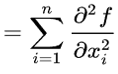 = \sum_{i=1}^{n} \frac{\partial^2 f}{\partial x_i^2}